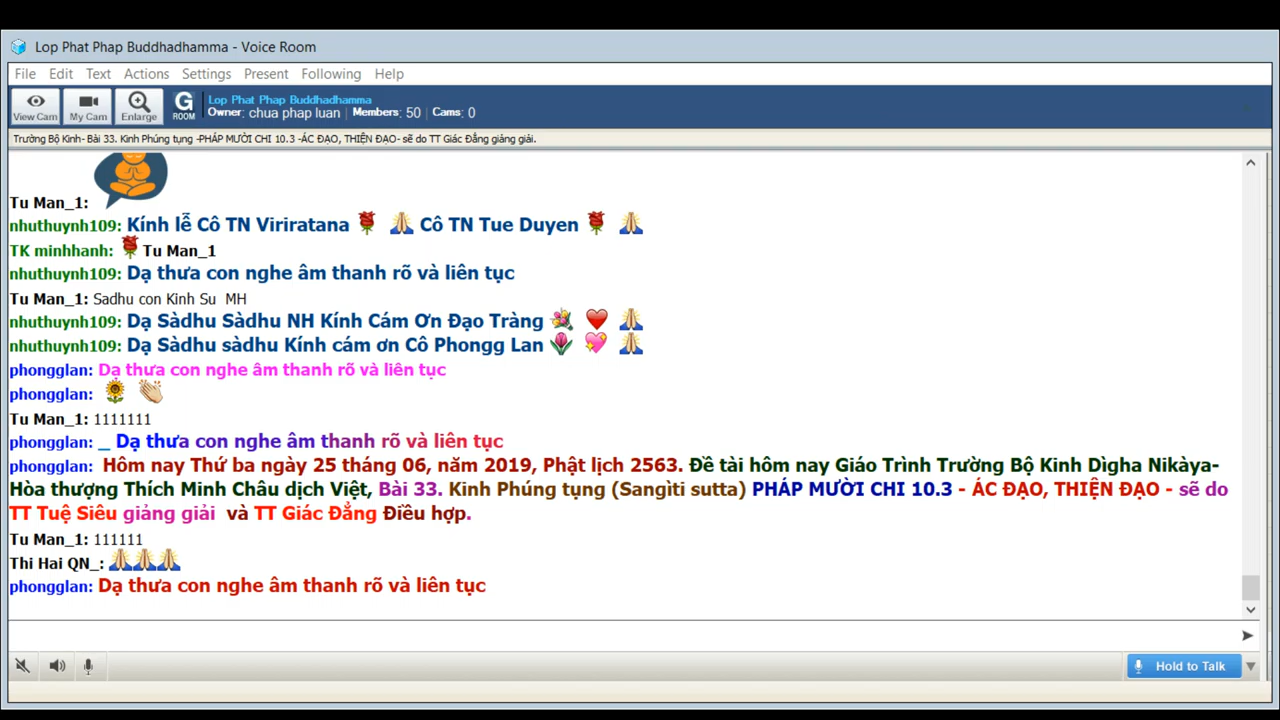 Lop Phat Phap Buddhadhamma - Voice Room
File Edit Text Actions Settings Present Following Help
View Cam My Cam Enlarge G ROOM Lop Phat Phap Buddhadhamma
Owner: chua phap luan | Members: 50 | Cams: 0
Trường Bộ Kinh- Bài 33. Kinh Phúng tụng -PHÁP MƯỜI CHI 10.3 -ÁC ĐẠO, THIỆN ĐẠO- sẽ do TT Giác Đẳng giảng giải.
Tu Man_1:
nhuthuynh109: Kính lễ Cô TN Viriratana Cô TN Tue Duyen
TK minhhanh: Tu Man_1
nhuthuynh109: Dạ thưa con nghe âm thanh rõ và liên tục
Tu Man_1: Sadhu con Kinh Su MH
nhuthuynh109: Dạ Sàdhu Sàdhu NH Kính Cám Ơn Đạo Tràng
nhuthuynh109: Dạ Sàdhu sàdhu Kính cám ơn Cô Phongg Lan
phongglan: Dạ thưa con nghe âm thanh rõ và liên tục
phongglan:
Tu Man_1: 1111111
phongglan: _ Dạ thưa con nghe âm thanh rõ và liên tục
phongglan: Hôm nay Thứ ba ngày 25 tháng 06, năm 2019, Phật lịch 2563. Đề tài hôm nay Giáo Trình Trường Bộ Kinh Dìgha Nikàya-
Hòa thượng Thích Minh Châu dịch Việt, Bài 33. Kinh Phúng tụng (Sangìti sutta) PHÁP MƯỜI CHI 10.3 - ÁC ĐẠO, THIỆN ĐẠO - sẽ do
TT Tuệ Siêu giảng giải và TT Giác Đẳng Điều hợp.
Tu Man_1: 111111
Thi Hai QN_:
phongglan: Dạ thưa con nghe âm thanh rõ và liên tục
Hold to Talk